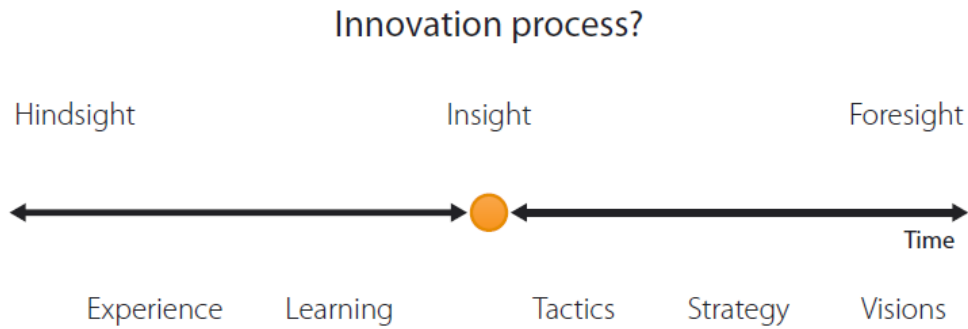 Innovation process?
Hindsight Insight Foresight
Time
Experience Learning Tactics Strategy Visions